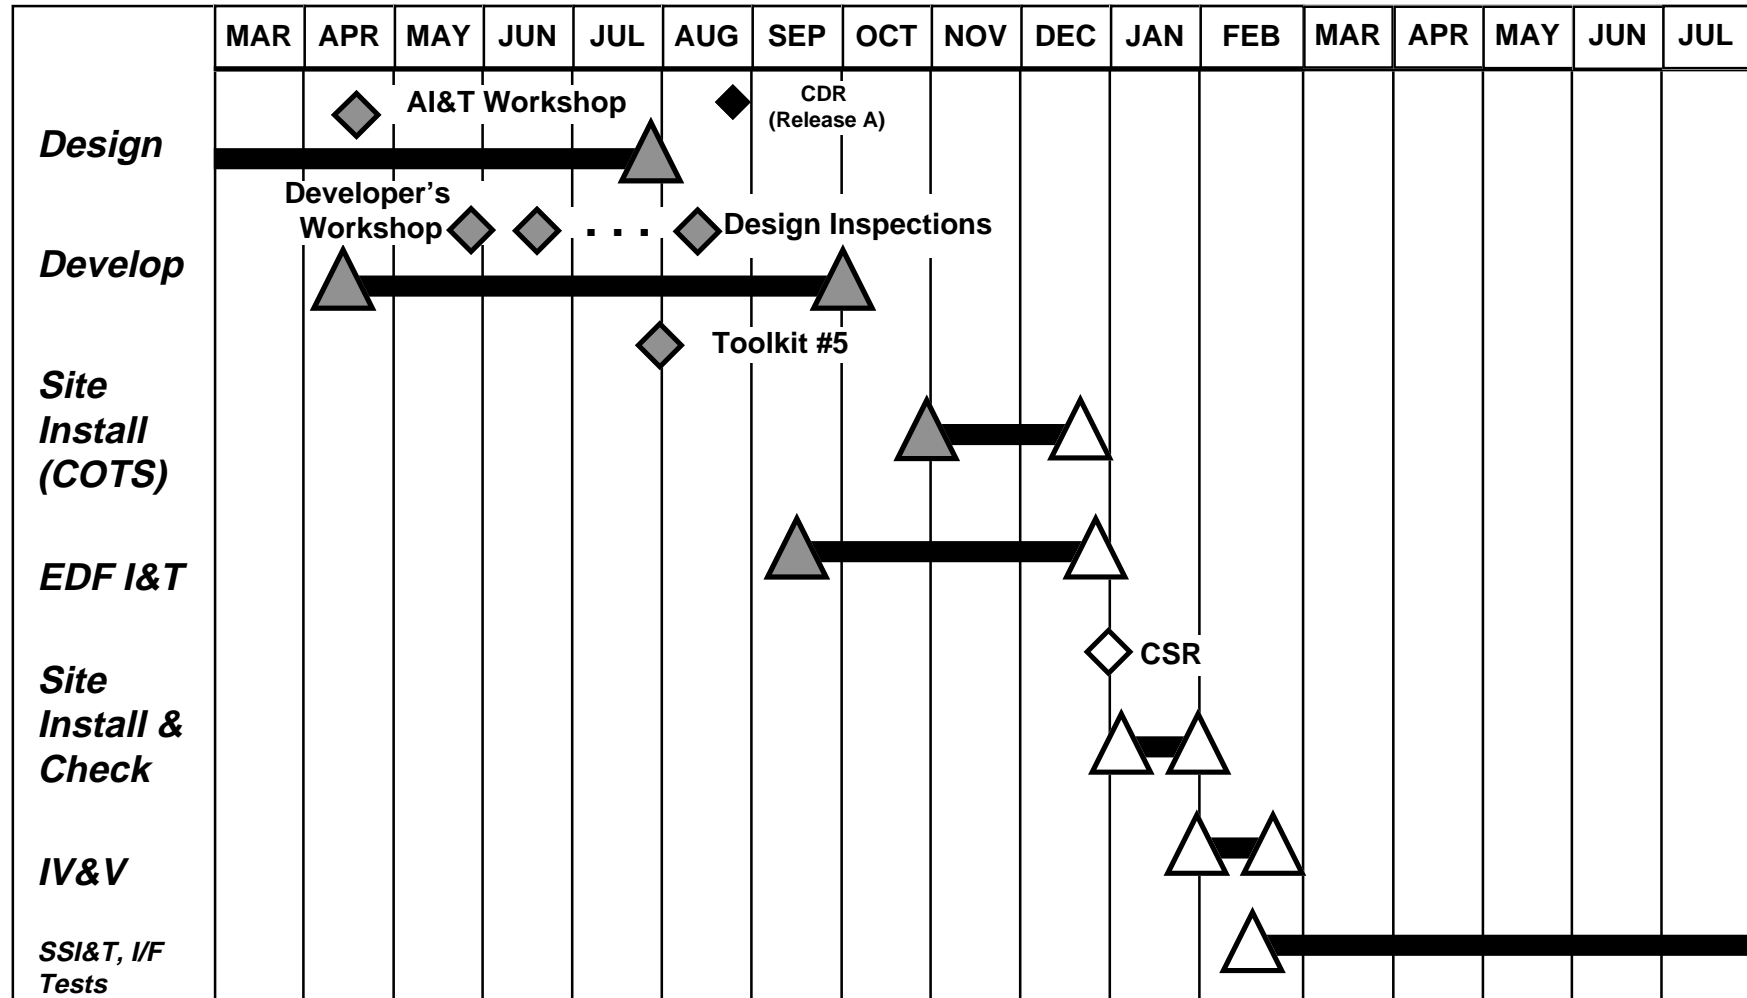 MAR APR MAY JUN JUL AUG SEP OCT NOV DEC JAN FEB MAR APR MAY JUN JUL
AI&T Workshop
CDR
(Release A)
Design
Developer's
Workshop
. . .
Design Inspections
Develop
Toolkit #5
Site
Install
(COTS)
EDF I&T
CSR
Site
Install &
Check
IV&V
SSI&T, I/F
Tests